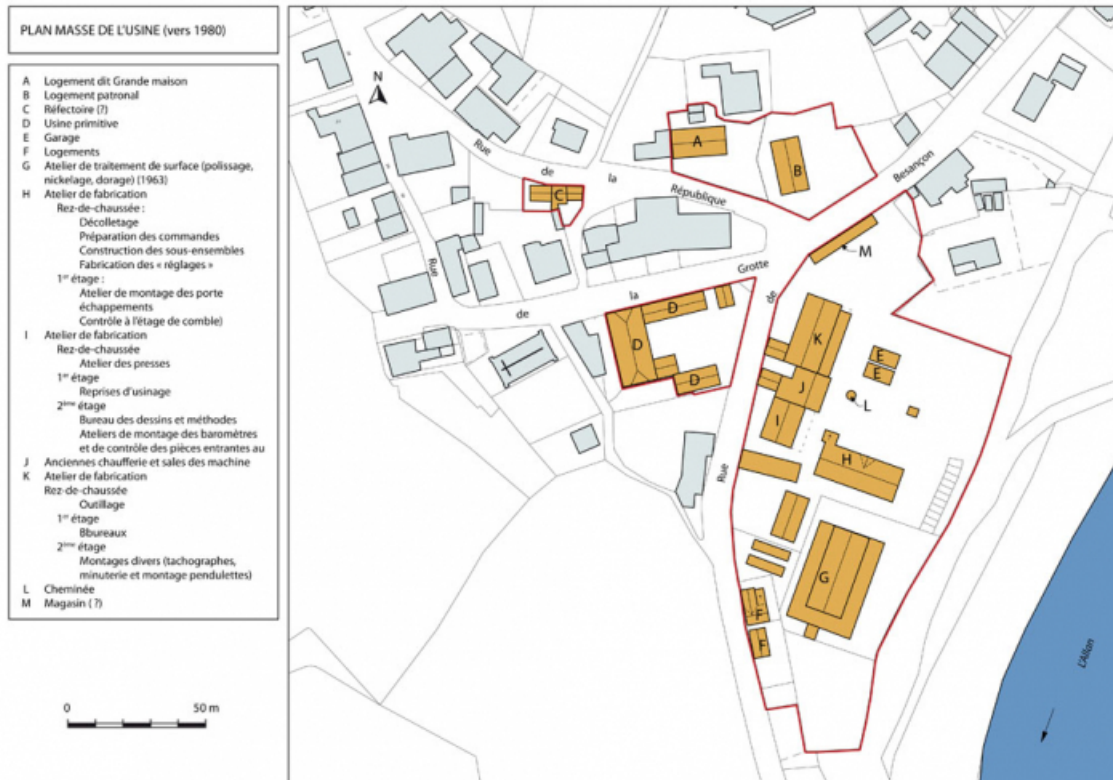 PLAN MASSE DE L'USINE (vers 1980)
A Logement dit Grande maison
B Logement patronal
C Réfectoire (?)
D Usine primitive
E Garage
F Logements
G Atelier de traitement de surface (polissage,
nickelage, dorage) (1963)
H Atelier de fabrication
Rez-de-chaussée :
Décolletage
Préparation des commandes
Construction des sous-ensembles
Fabrication des « réglages »
1er étage :
Atelier de montage des porte
échappements
Contrôle à l'étage de comble)
I Atelier de fabrication
Rez-de-chaussée
Atelier des presses
1er étage
Reprises d'usinage
2ème étage
Bureau des dessins et méthodes
Ateliers de montage des baromètres
et de contrôle des pièces entrantes au
J Anciennes chaufferie et sales des machine
K Atelier de fabrication
Rez-de-chaussée
Outillage
1er étage
Bbureaux
2ème étage
Montages divers (tachographes,
minuterie et montage pendulettes)
L Cheminée
M Magasin ( ?)
0 50 m
N
Rue de la République
A
B
C
Rue de Besançon
M
Rue de la Grotte
D
D
D
K
E
E
J
L
I
H
G
F
F
L'Allan